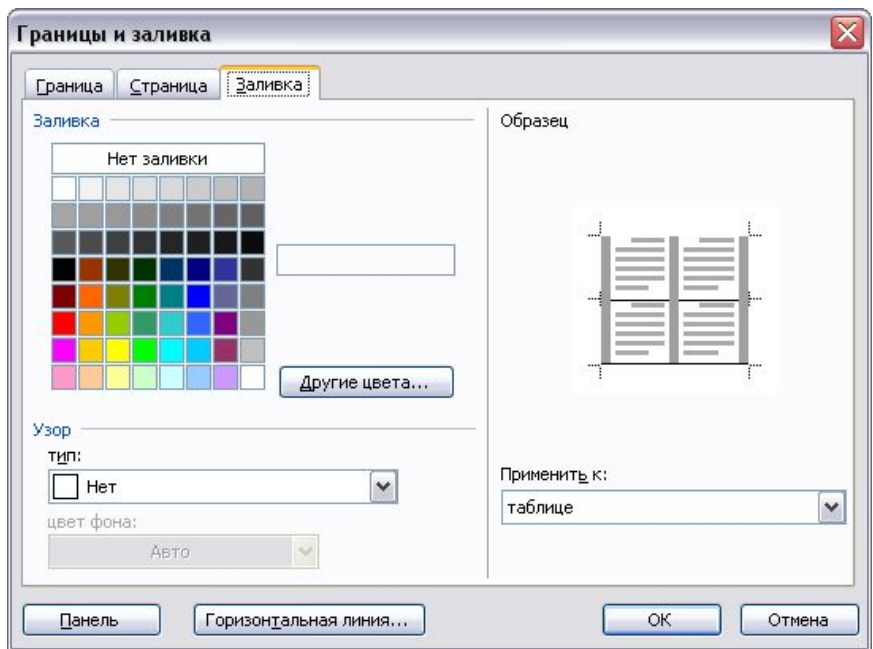 Границы и заливка
Граница
Страница
Заливка
Заливка
Нет заливки
Другие цвета...
Узор
тип:
Нет
цвет фона:
Авто
Образец
Применить к:
таблице
Панель
Горизонтальная линия...
ОК
Отмена